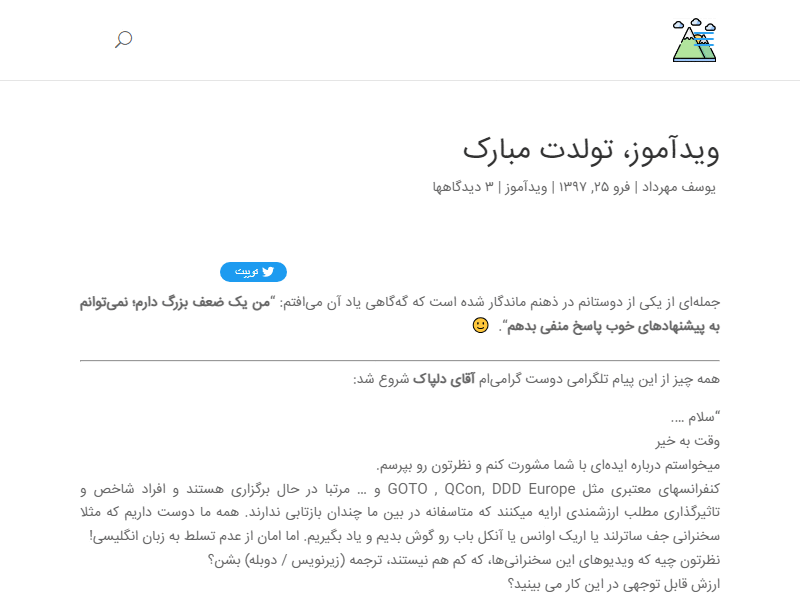 ویدآموز، تولدت مبارک
یوسف مهرداد | فرو ۲۵, ۱۳۹۷ | ویدآموز | ۳ دیدگاهها
توییت
جمله‌ای از یکی از دوستانم در ذهنم ماندگار شده است که گه‌گاهی یاد آن می‌افتم: “من یک ضعف بزرگ دارم؛ نمی‌توانم
به پیشنهادهای خوب پاسخ منفی بدهم“. 🙂
همه چیز از این پیام تلگرامی دوست گرامی‌ام آقای دلپاک شروع شد:
“سلام ….
وقت به خیر
میخواستم درباره ایده‌ای با شما مشورت کنم و نظرتون رو بپرسم.
کنفرانسهای معتبری مثل GOTO , QCon, DDD Europe و … مرتبا در حال برگزاری هستند و افراد شاخص و
تاثیرگذاری مطلب ارزشمندی ارایه میکنند که متاسفانه در بین ما چندان بازتابی ندارند. همه ما دوست داریم که مثلا
سخنرانی جف ساترلند یا اریک اوانس یا آنکل باب رو گوش بدیم و یاد بگیریم. اما امان از عدم تسلط به زبان انگلیسی!
نظرتون چیه که ویدیوهای این سخنرانی‌ها، که کم هم نیستند، ترجمه (زیرنویس / دوبله) بشن؟
ارزش قابل توجهی در این کار می بینید؟